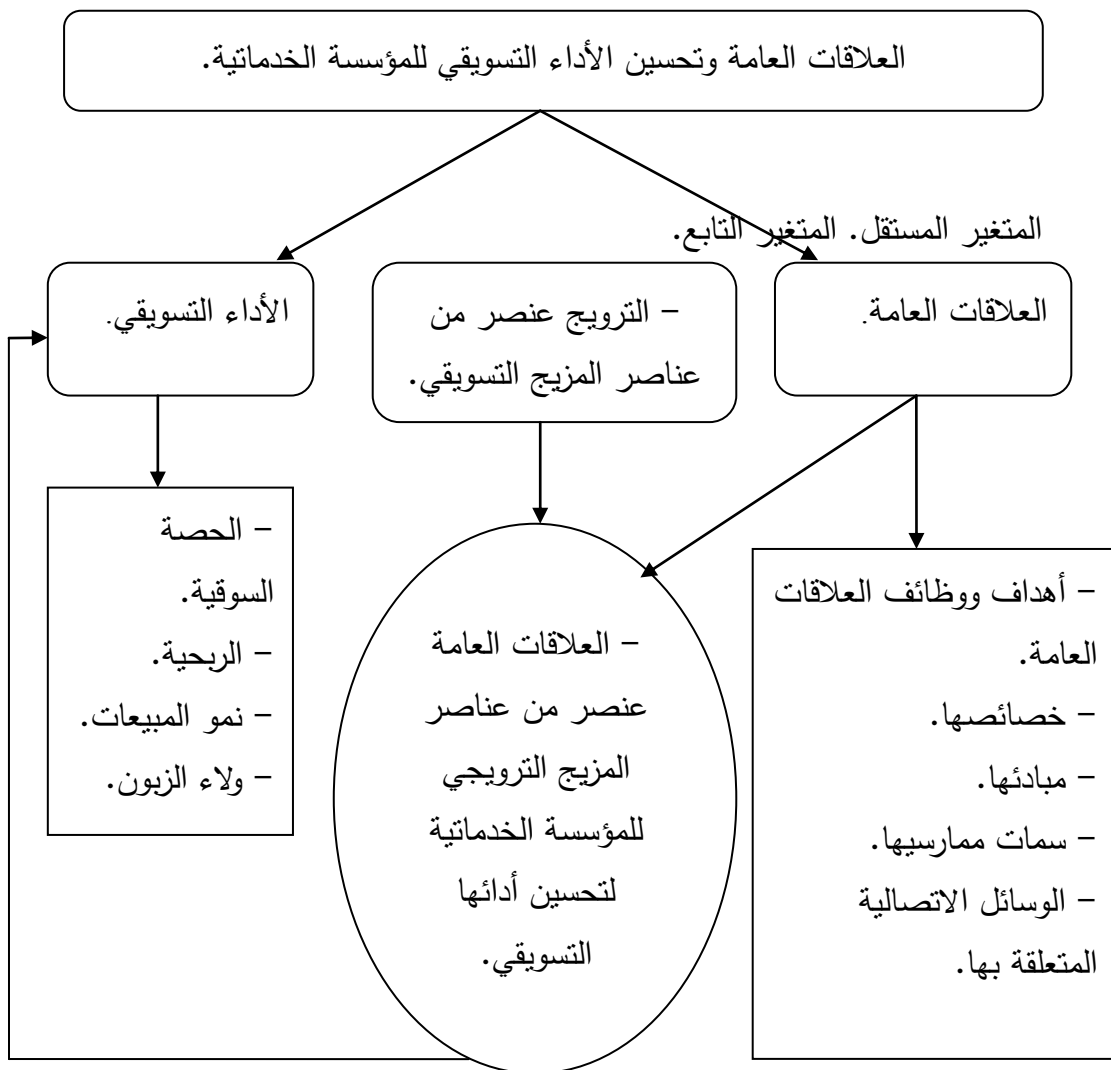 العلاقات العامة وتحسين الأداء التسويقي للمؤسسة الخدماتية.
المتغير المستقل. المتغير التابع.
العلاقات العامة.
– الترويج عنصر من
عناصر المزيج التسويقي.
الأداء التسويقي.
– أهداف ووظائف العلاقات
العامة.
– خصائصها.
– مبادئها.
– سمات ممارسيها.
– الوسائل الاتصالية
المتعلقة بها.
– العلاقات العامة
عنصر من عناصر
المزيج الترويجي
للمؤسسة الخدماتية
لتحسين أدائها
التسويقي.
– الحصة
السوقية.
– الربحية.
– نمو المبيعات.
– ولاء الزبون.